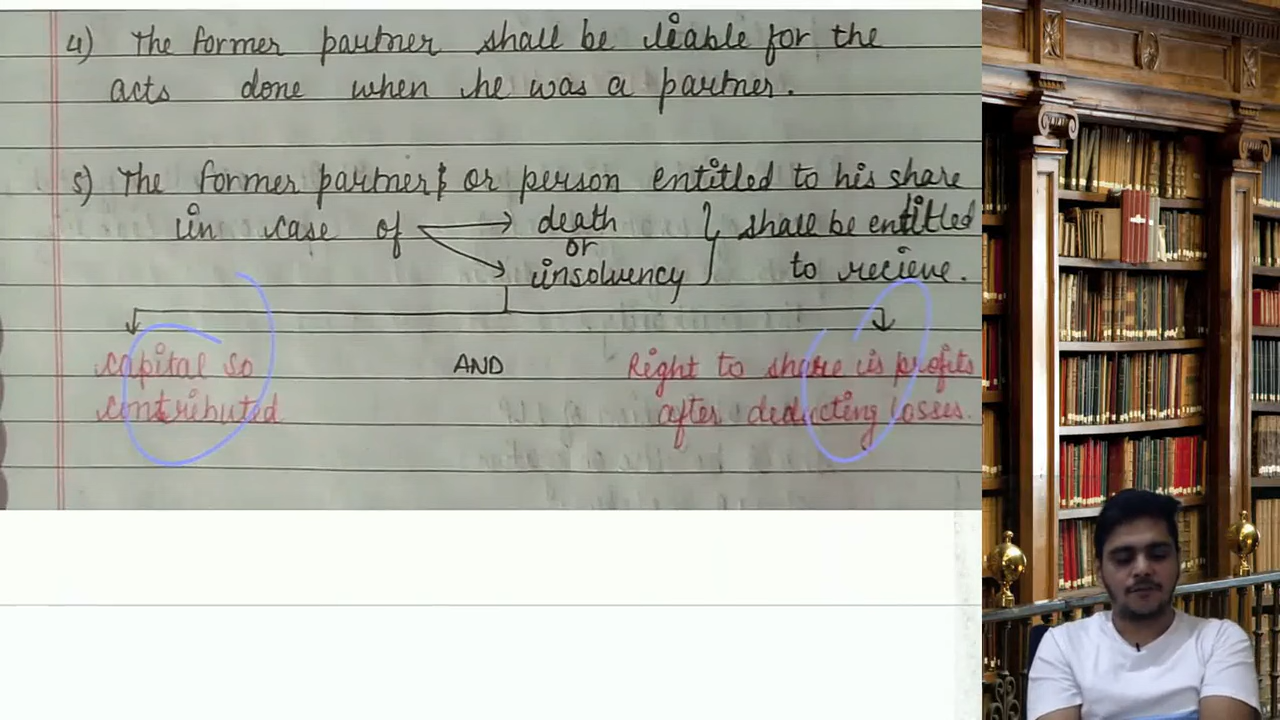 4) The former partner shall be liable for the
acts done when he was a partner.
5) The former partner or person entitled to his share
in case of death shall be entitled
or
insolvency to recieve.
capital so AND Right to share is profits
contributed after deducting losses.